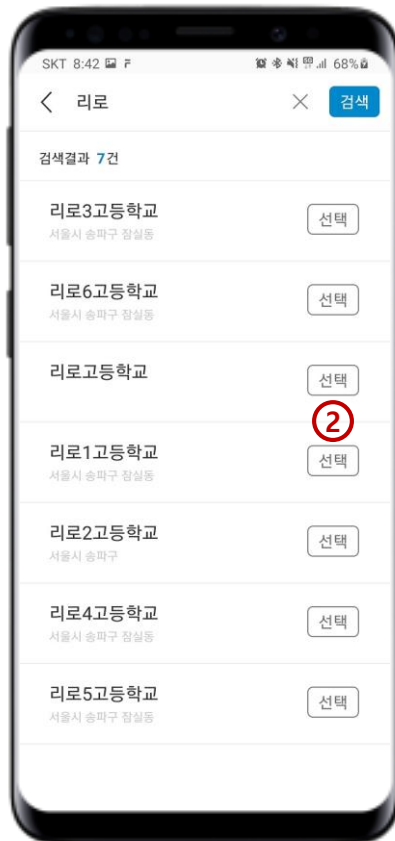 SKT 8:42 68%
리로 검색
검색결과 7건
리로3고등학교 선택
서울시 송파구 잠실동
리로6고등학교 선택
서울시 송파구 잠실동
리로고등학교 선택
②
리로1고등학교 선택
서울시 송파구 잠실동
리로2고등학교 선택
서울시 송파구
리로4고등학교 선택
서울시 송파구 잠실동
리로5고등학교 선택
서울시 송파구 잠실동